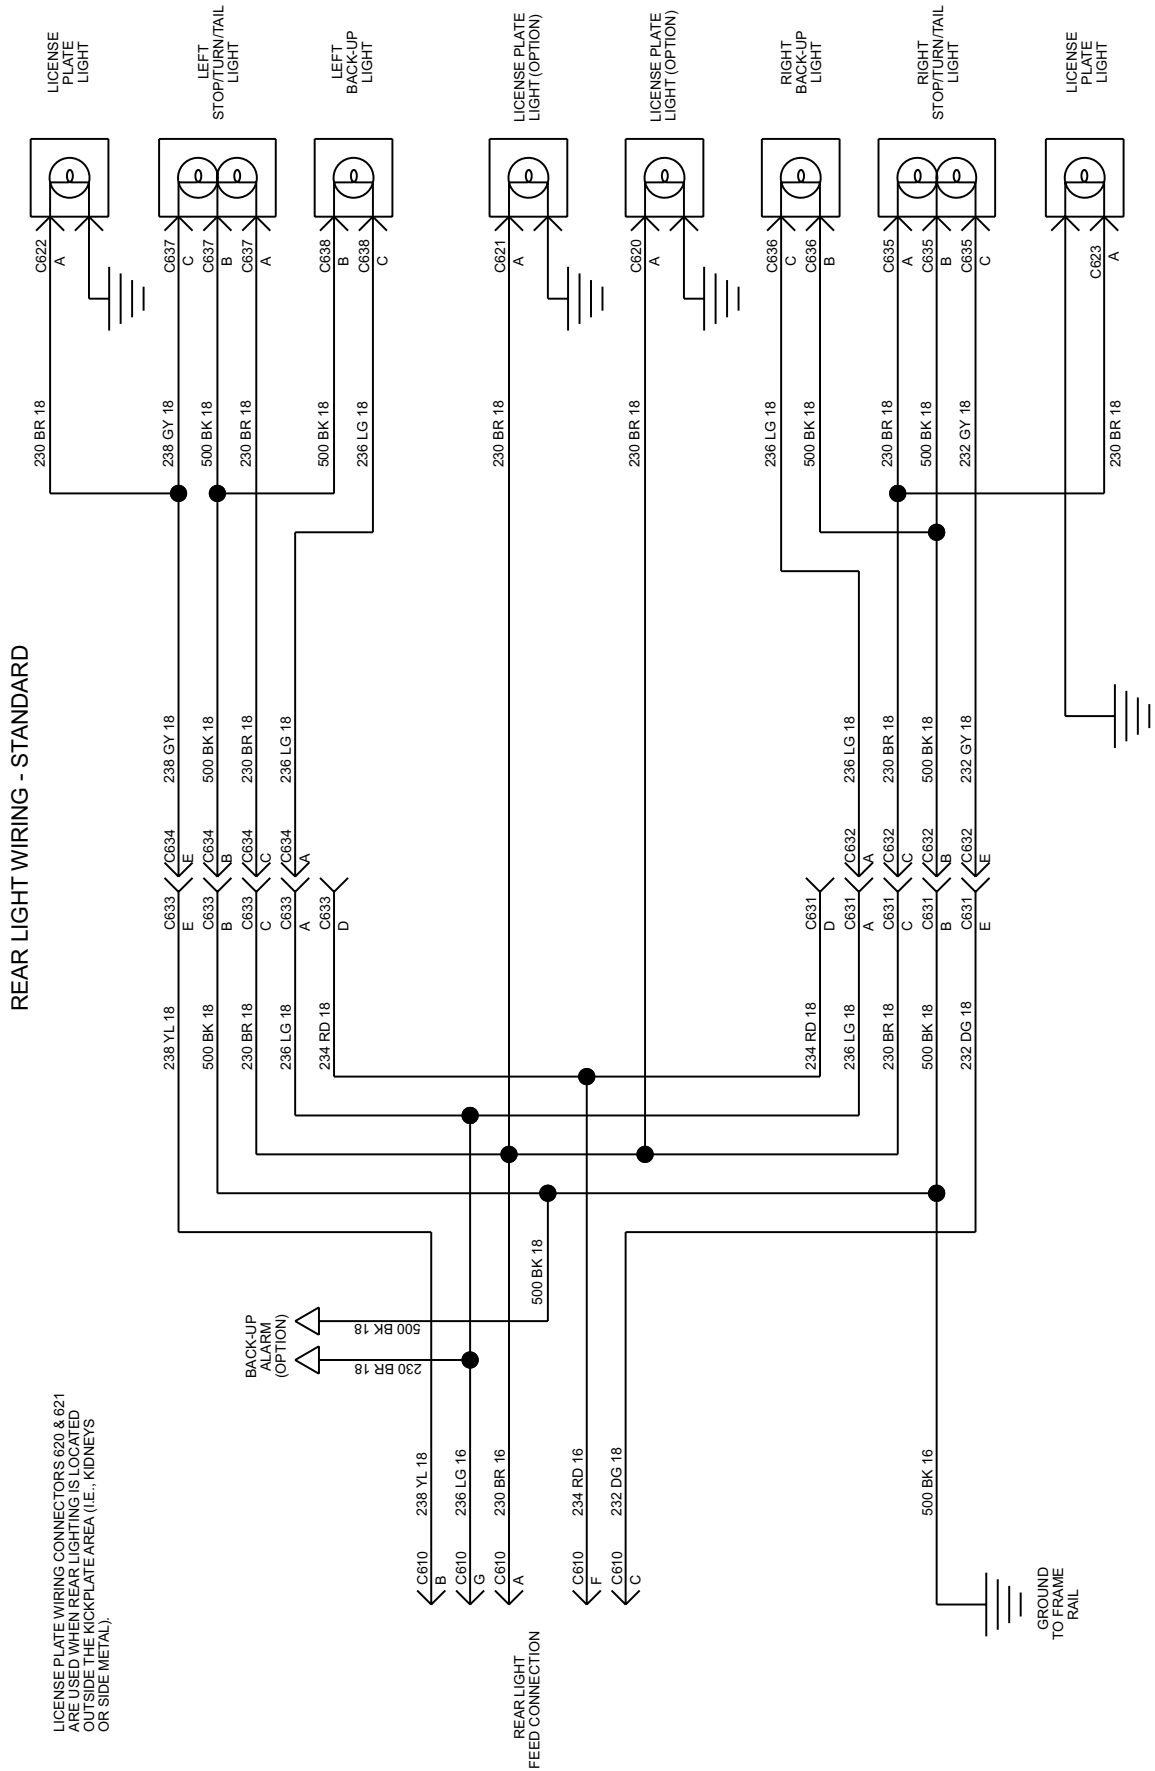 REAR LIGHT WIRING - STANDARD
LICENSE PLATE WIRING CONNECTORS 620 & 621
ARE USED WHEN REAR LIGHTING IS LOCATED
OUTSIDE THE KICKPLATE AREA (I.E., KIDNEYS
OR SIDE METAL).
LICENSE
PLATE
LIGHT
LEFT
STOP/TURN/TAIL
LIGHT
LEFT
BACK-UP
LIGHT
LICENSE PLATE
LIGHT (OPTION)
LICENSE PLATE
LIGHT (OPTION)
RIGHT
BACK-UP
LIGHT
RIGHT
STOP/TURN/TAIL
LIGHT
LICENSE
PLATE
LIGHT
C622
A
C637
C
C637
B
C637
A
C638
B
C638
C
C621
A
C620
A
C636
C
C636
B
C635
A
C635
B
C635
C
C623
A
230 BR 18
238 GY 18
500 BK 18
230 BR 18
500 BK 18
236 LG 18
230 BR 18
230 BR 18
236 LG 18
500 BK 18
230 BR 18
500 BK 18
232 GY 18
230 BR 18
238 GY 18
500 BK 18
230 BR 18
236 LG 18
236 LG 18
230 BR 18
500 BK 18
232 GY 18
C634
E
C634
B
C634
C
C634
A
C632
A
C632
C
C632
B
C632
E
C633
E
C633
B
C633
C
C633
A
C633
D
C631
D
C631
A
C631
C
C631
B
C631
E
238 YL 18
500 BK 18
230 BR 18
236 LG 18
234 RD 18
234 RD 18
236 LG 18
230 BR 18
500 BK 18
232 DG 18
BACK-UP
ALARM
(OPTION)
500 BK 18
230 BR 18
500 BK 18
238 YL 18
236 LG 16
230 BR 16
234 RD 16
232 DG 18
500 BK 16
C610
B
C610
G
C610
A
C610
F
C610
C
REAR LIGHT
FEED CONNECTION
GROUND
TO FRAME
RAIL